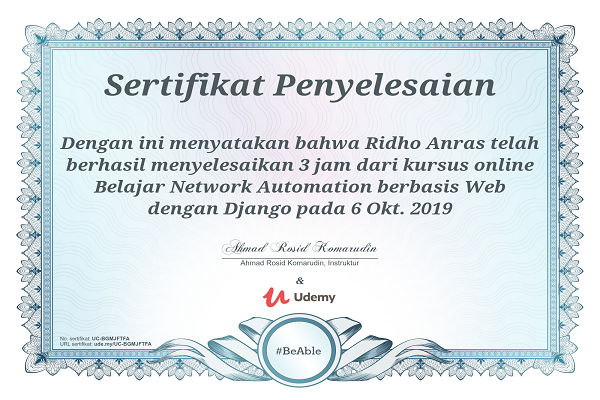 Sertifikat Penyelesaian
Dengan ini menyatakan bahwa Ridho Anras telah
berhasil menyelesaikan 3 jam dari kursus online
Belajar Network Automation berbasis Web
dengan Django pada 6 Okt. 2019
Ahmad Rosid Komarudin
Ahmad Rosid Komarudin, Instruktur
&
Udemy
No. sertifikat: UC-BGMJFTFA
URL sertifikat: ude.my/UC-BGMJFTFA
#BeAble